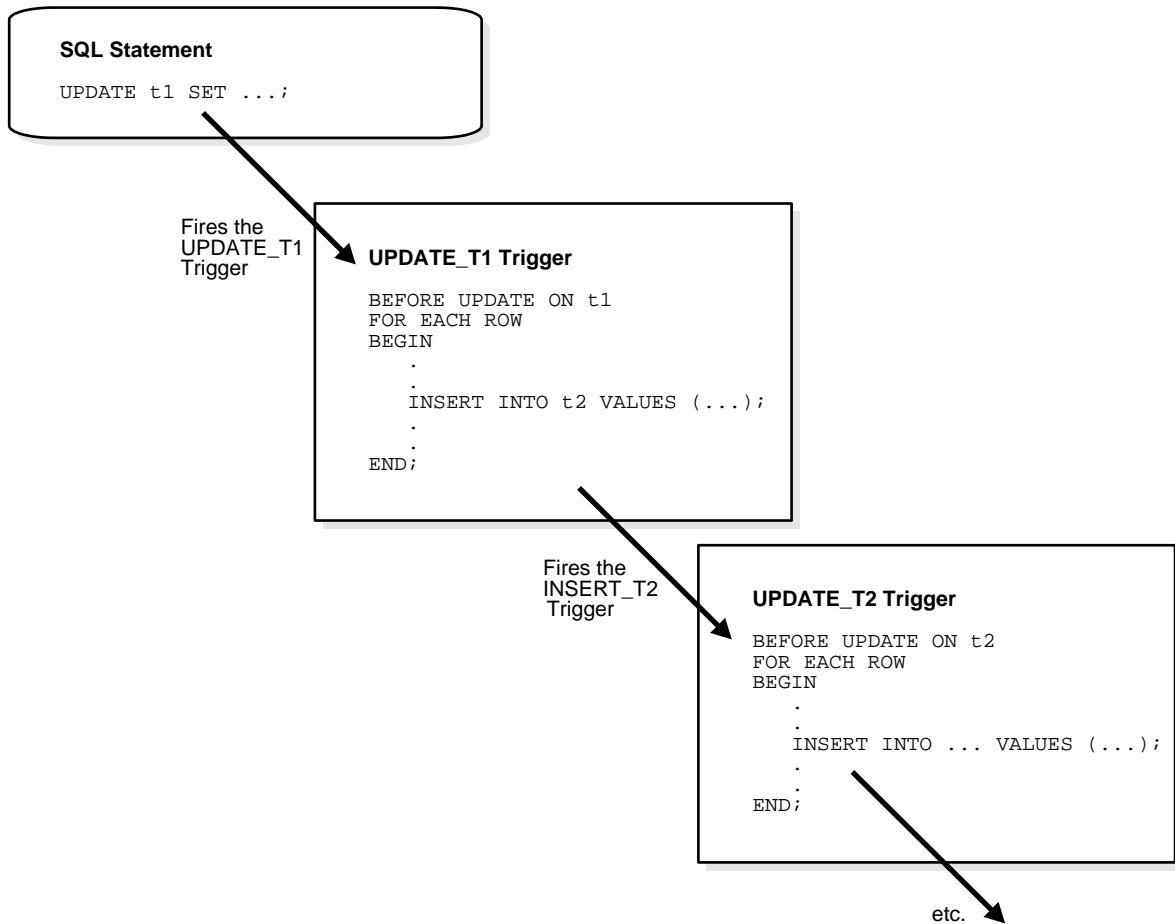 SQL Statement
UPDATE t1 SET ...;
Fires the
UPDATE_T1
Trigger
UPDATE_T1 Trigger
BEFORE UPDATE ON t1
FOR EACH ROW
BEGIN
.
.
INSERT INTO t2 VALUES (...);
.
.
END;
Fires the
INSERT_T2
Trigger
UPDATE_T2 Trigger
BEFORE UPDATE ON t2
FOR EACH ROW
BEGIN
.
.
INSERT INTO ... VALUES (...);
.
.
END;
etc.